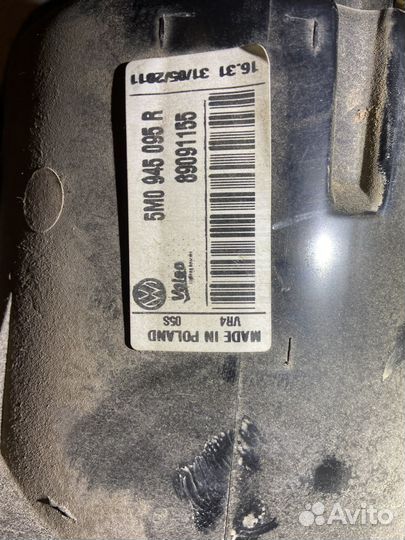 16.31 31/05/2011
5M0 945 095 R
89091155
Valeo
VR4 05S
MADE IN POLAND
Avito